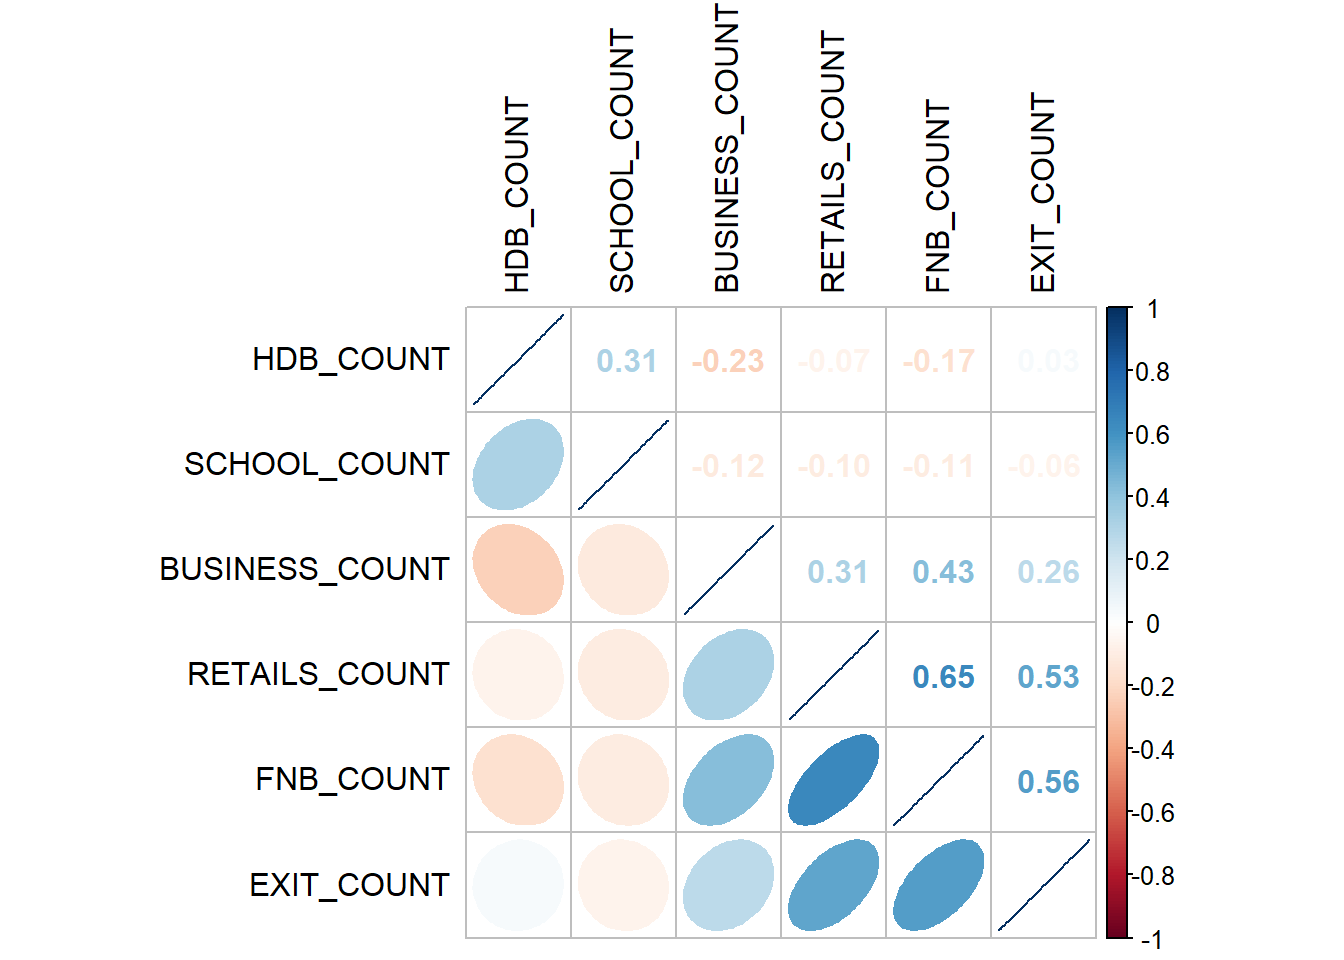 HDB_COUNT SCHOOL_COUNT BUSINESS_COUNT RETAILS_COUNT FNB_COUNT EXIT_COUNT
HDB_COUNT 0.31 -0.23 -0.07 -0.17 0.03
SCHOOL_COUNT -0.12 -0.10 -0.11 -0.06
BUSINESS_COUNT 0.31 0.43 0.26
RETAILS_COUNT 0.65 0.53
FNB_COUNT 0.56
EXIT_COUNT
1
0.8
0.6
0.4
0.2
0
-0.2
-0.4
-0.6
-0.8
-1